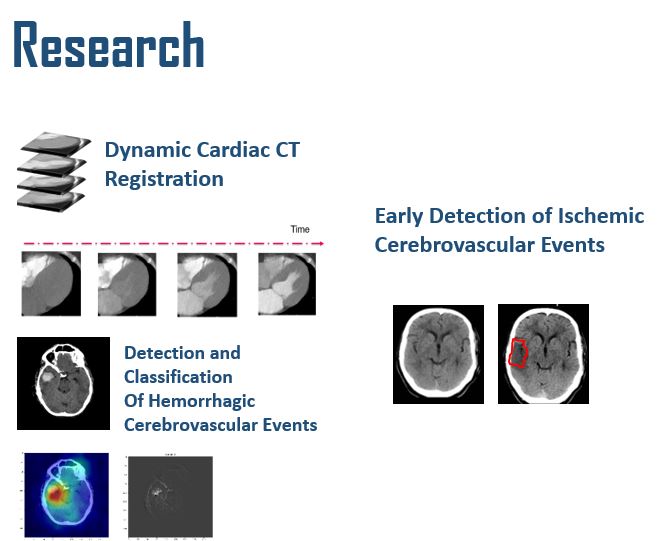 Research
Dynamic Cardiac CT
Registration
Time
Early Detection of Ischemic
Cerebrovascular Events
Detection and
Classification
Of Hemorrhagic
Cerebrovascular Events